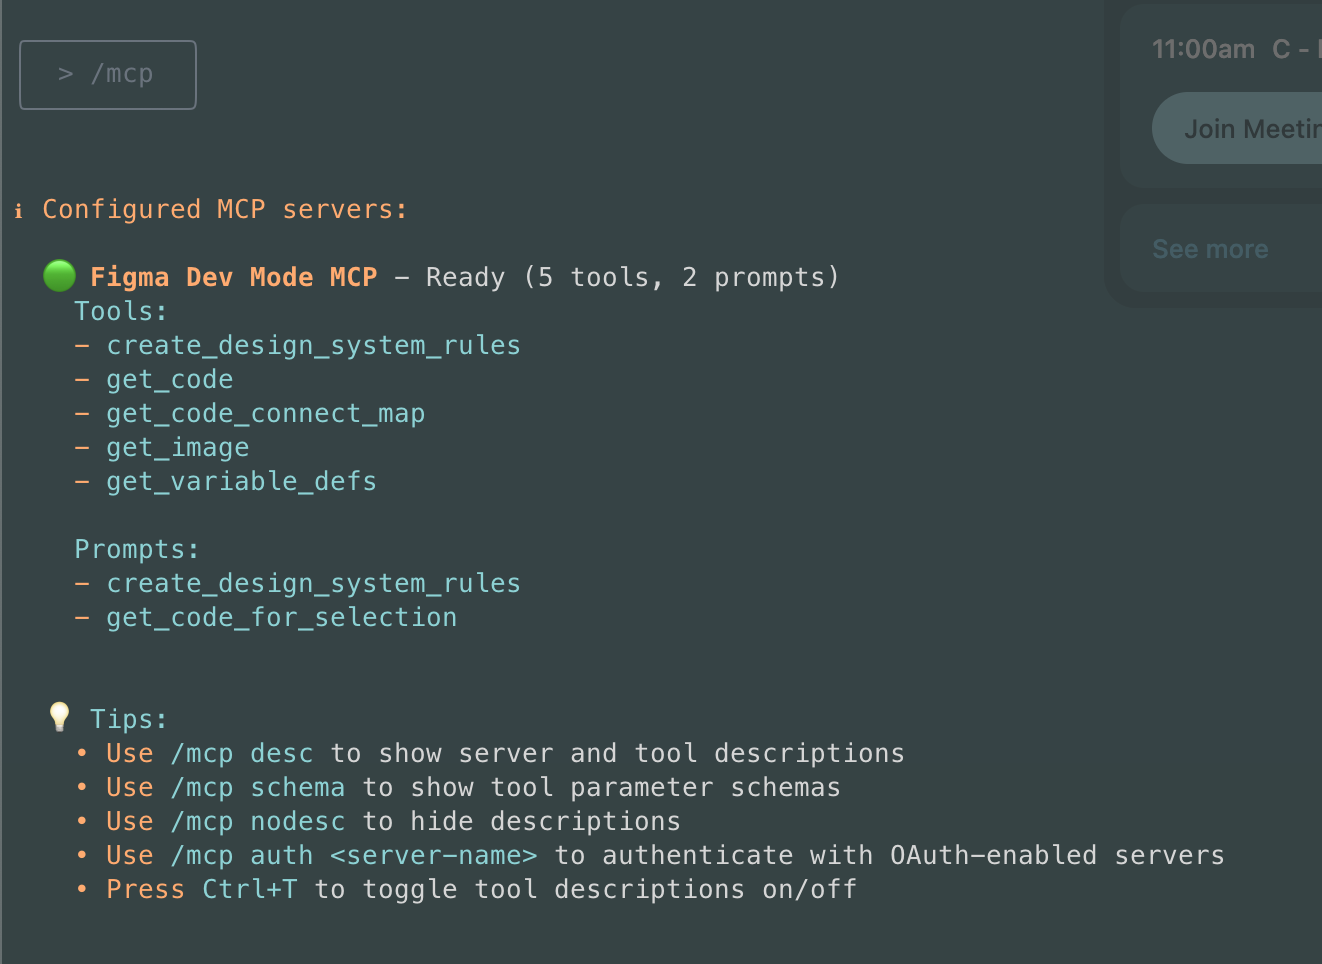 > /mcp
11:00am C -
Join Meetin
See more
ℹ Configured MCP servers:
🟢 Figma Dev Mode MCP - Ready (5 tools, 2 prompts)
Tools:
- create_design_system_rules
- get_code
- get_code_connect_map
- get_image
- get_variable_defs
Prompts:
- create_design_system_rules
- get_code_for_selection
💡 Tips:
• Use /mcp desc to show server and tool descriptions
• Use /mcp schema to show tool parameter schemas
• Use /mcp nodesc to hide descriptions
• Use /mcp auth <server-name> to authenticate with OAuth-enabled servers
• Press Ctrl+T to toggle tool descriptions on/off